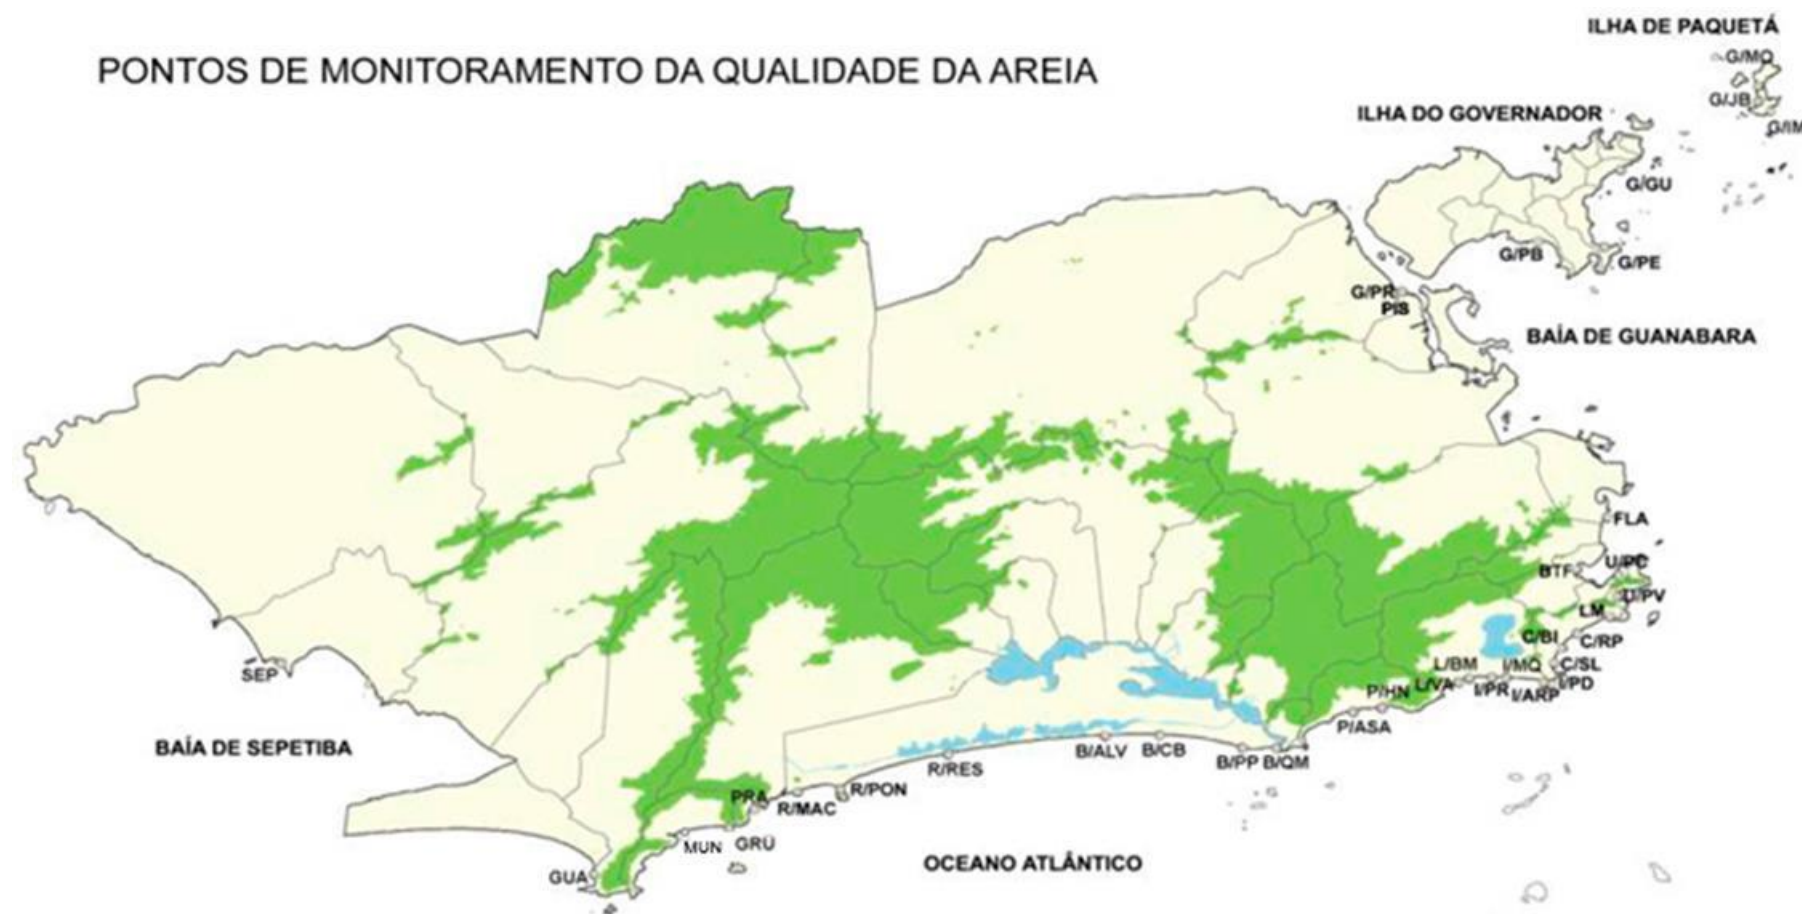 ILHA DE PAQUETÁ
G/MO
PONTOS DE MONITORAMENTO DA QUALIDADE DA AREIA
G/JB
ILHA DO GOVERNADOR
G/IM
G/GU
G/PB
G/PE
G/PR
PIS
BAÍA DE GUANABARA
FLA
U/PC
BTF
U/PV
LM
C/BI
C/RP
L/BM
I/MQ
C/SL
SEP
P/HN
L/VA
I/PR
I/ARP
I/PD
P/ASA
BAÍA DE SEPETIBA
B/ALV
B/CB
B/PP
B/QM
R/RES
PRA
R/MAC
R/PON
MUN
GRU
OCEANO ATLÂNTICO
GUA